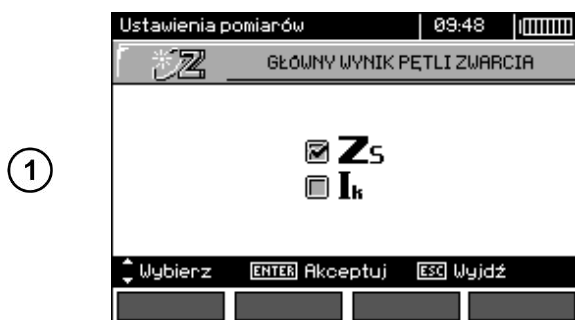 Ustawienia pomiarów 09:48
Z GŁÓWNY WYNIK PĘTLI ZWARCIA
1
Zs
Ik
Wybierz ENTER Akceptuj ESC Wyjdź